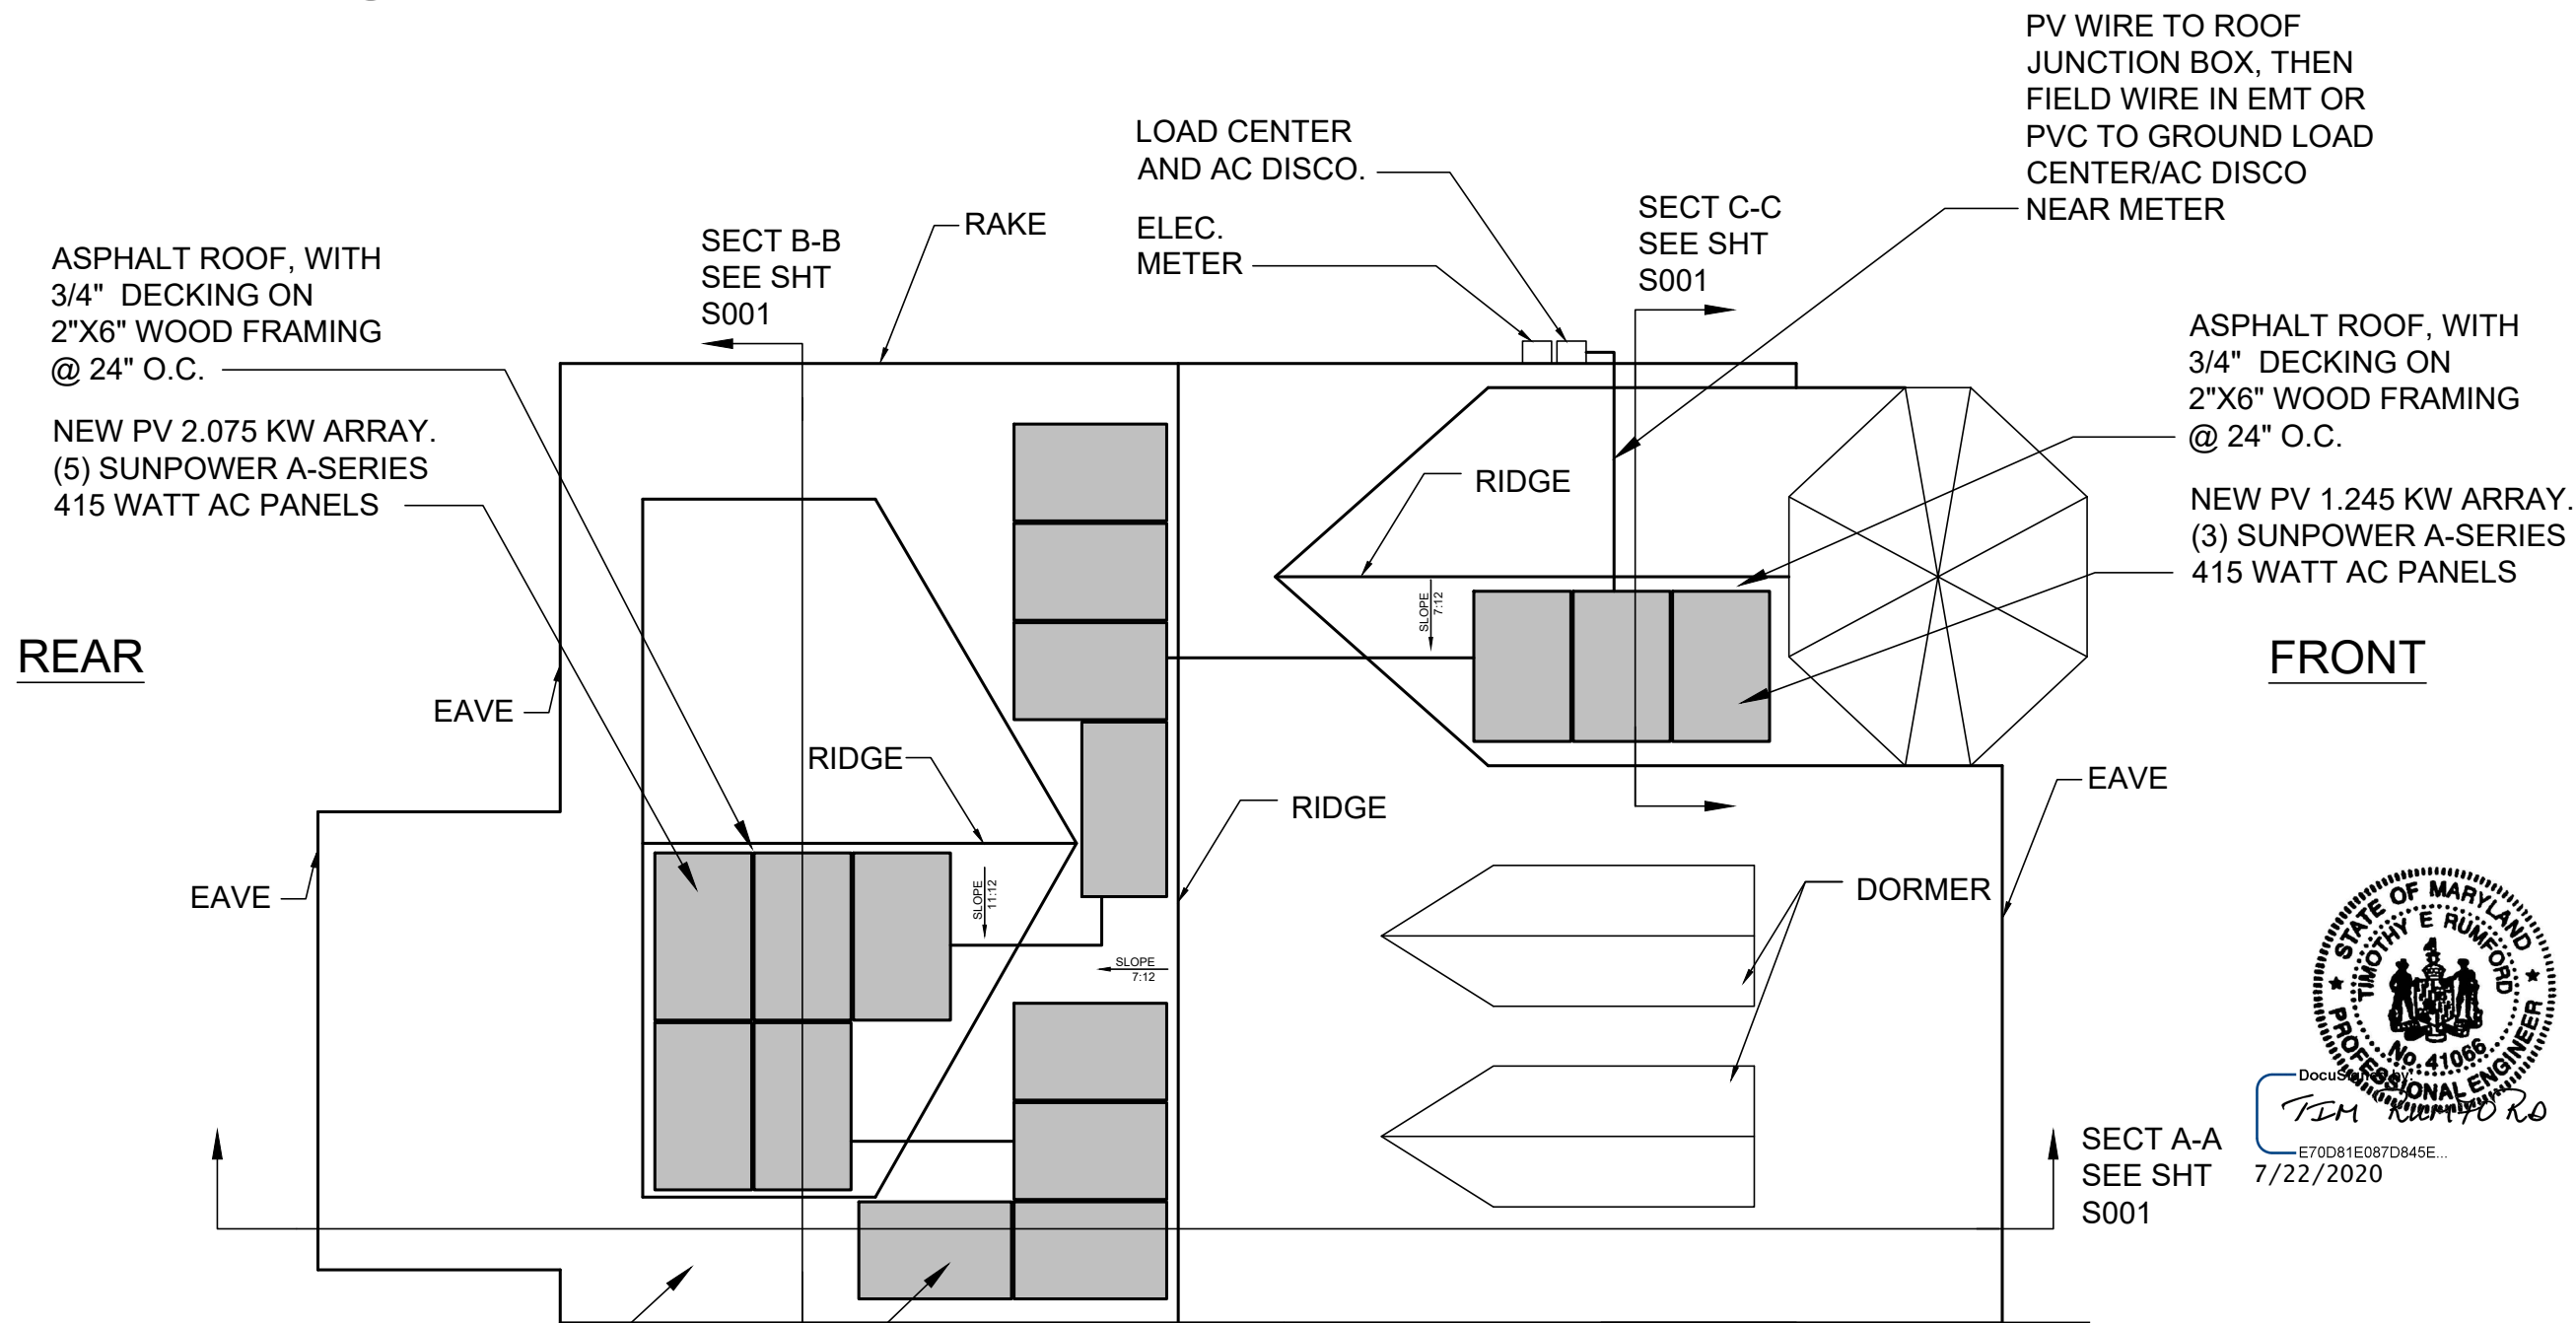 PV WIRE TO ROOF
JUNCTION BOX, THEN
FIELD WIRE IN EMT OR
PVC TO GROUND LOAD
CENTER/AC DISCO
NEAR METER
LOAD CENTER
AND AC DISCO.
ELEC.
METER
SECT C-C
SEE SHT
S001
RAKE
SECT B-B
SEE SHT
S001
ASPHALT ROOF, WITH
3/4" DECKING ON
2"X6" WOOD FRAMING
@ 24" O.C.
NEW PV 2.075 KW ARRAY.
(5) SUNPOWER A-SERIES
415 WATT AC PANELS
ASPHALT ROOF, WITH
3/4" DECKING ON
2"X6" WOOD FRAMING
@ 24" O.C.
NEW PV 1.245 KW ARRAY.
(3) SUNPOWER A-SERIES
415 WATT AC PANELS
RIDGE
SLOPE
7:12
REAR
FRONT
EAVE
RIDGE
RIDGE
EAVE
EAVE
SLOPE
11:12
DORMER
SLOPE
7:12
STATE OF MARYLAND
TIMOTHY E RUMFORD
No. 41066
PROFESSIONAL ENGINEER
DocuSigned by:
TIM RUMFORD
E70D81E087D845E...
7/22/2020
SECT A-A
SEE SHT
S001